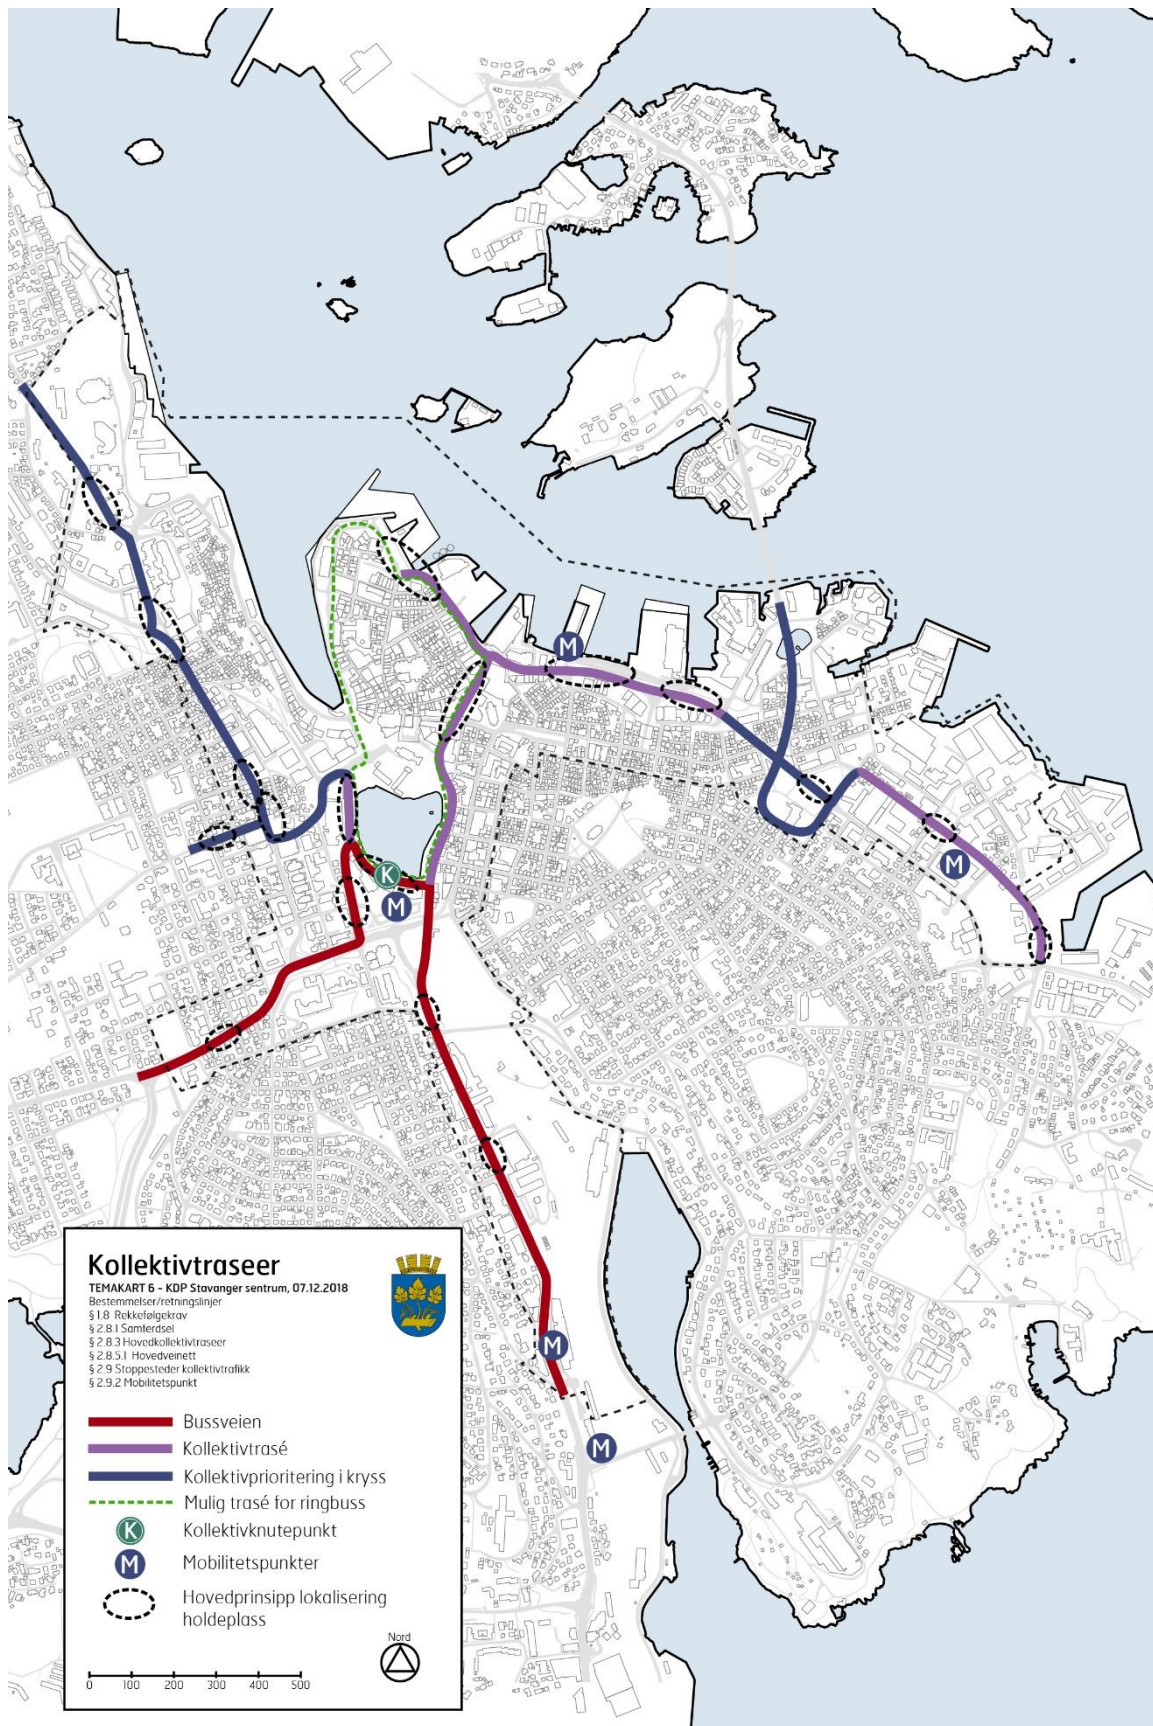 M
M
K
M
Kollektivtraseer
TEMAKART 6 - KDP Stavanger sentrum, 07.12.2018
Bestemmelser/retningslinjer
§ 1.8 Rekkefølgekrav
§ 2.8.1 Samferdsel
§ 2.8.3 Hovedkollektivtraseer
§ 2.8.5.1 Hovedveinett
§ 2.9 Stoppesteder kollektivtrafikk
§ 2.9.2 Mobilitetspunkt
M
Bussveien
Kollektivtrasé
M
Kollektivprioritering i kryss
Mulig trasé for ringbuss
K Kollektivknutepunkt
M Mobilitetspunkter
Hovedprinsipp lokalisering
holdeplass
Nord
0 100 200 300 400 500